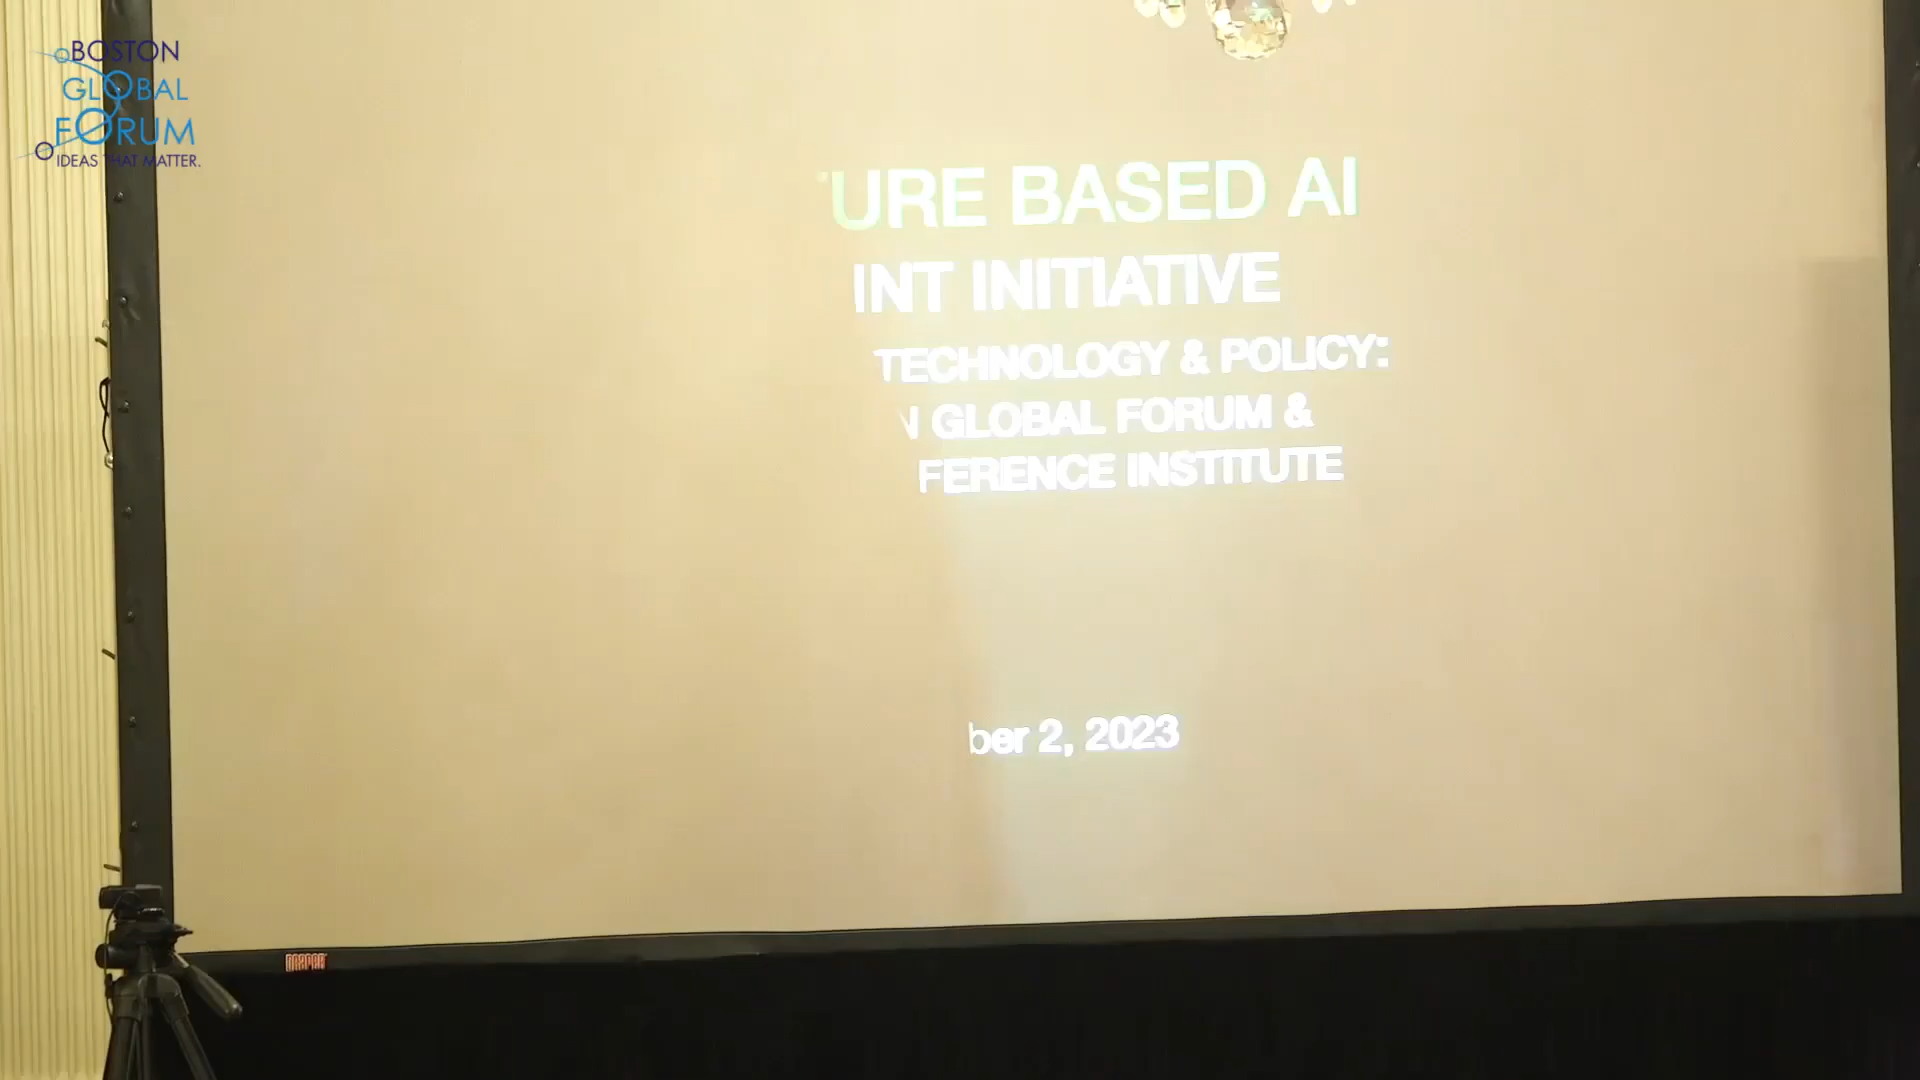 BOSTON
GLOBAL
FORUM
IDEAS THAT MATTER.
URE BASED AI
INT INITIATIVE
TECHNOLOGY & POLICY:
N GLOBAL FORUM &
FERENCE INSTITUTE
ber 2, 2023
DRAPER